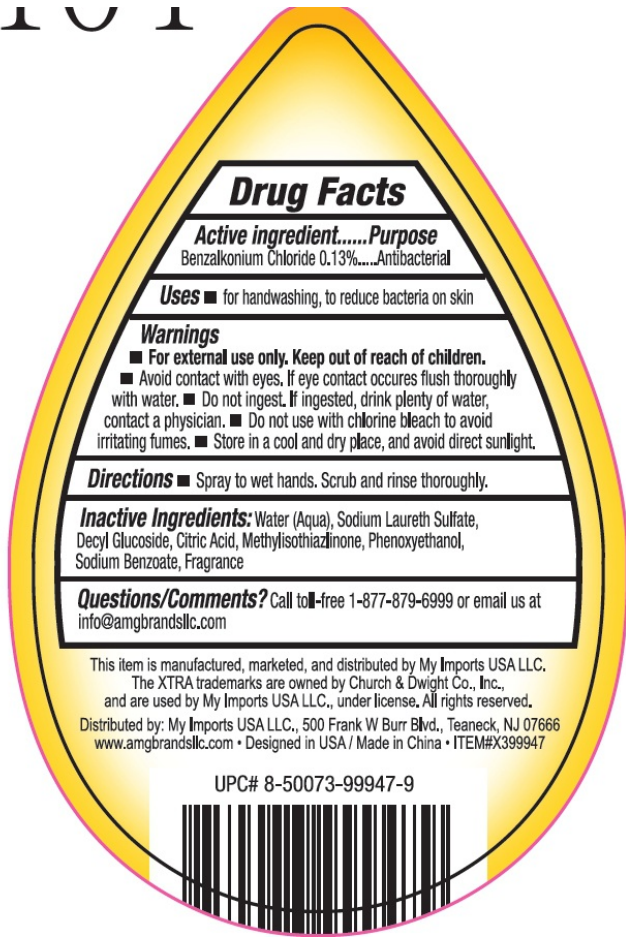 Drug Facts
Active ingredient......Purpose
Benzalkonium Chloride 0.13%.....Antibacterial
Uses ■ for handwashing, to reduce bacteria on skin
Warnings
■ For external use only. Keep out of reach of children.
■ Avoid contact with eyes. If eye contact occures flush thoroughly
with water. ■ Do not ingest. If ingested, drink plenty of water,
contact a physician. ■ Do not use with chlorine bleach to avoid
irritating fumes. ■ Store in a cool and dry place, and avoid direct sunlight.
Directions ■ Spray to wet hands. Scrub and rinse thoroughly.
Inactive Ingredients: Water (Aqua), Sodium Laureth Sulfate,
Decyl Glucoside, Citric Acid, Methylisothiazlinone, Phenoxyethanol,
Sodium Benzoate, Fragrance
Questions/Comments? Call toll-free 1-877-879-6999 or email us at
info@amgbrandsllc.com
This item is manufactured, marketed, and distributed by My Imports USA LLC.
The XTRA trademarks are owned by Church & Dwight Co., Inc.,
and are used by My Imports USA LLC., under license. All rights reserved.
Distributed by: My Imports USA LLC., 500 Frank W Burr Blvd., Teaneck, NJ 07666
www.amgbrandsllc.com • Designed in USA / Made in China • ITEM#X399947
UPC# 8-50073-99947-9